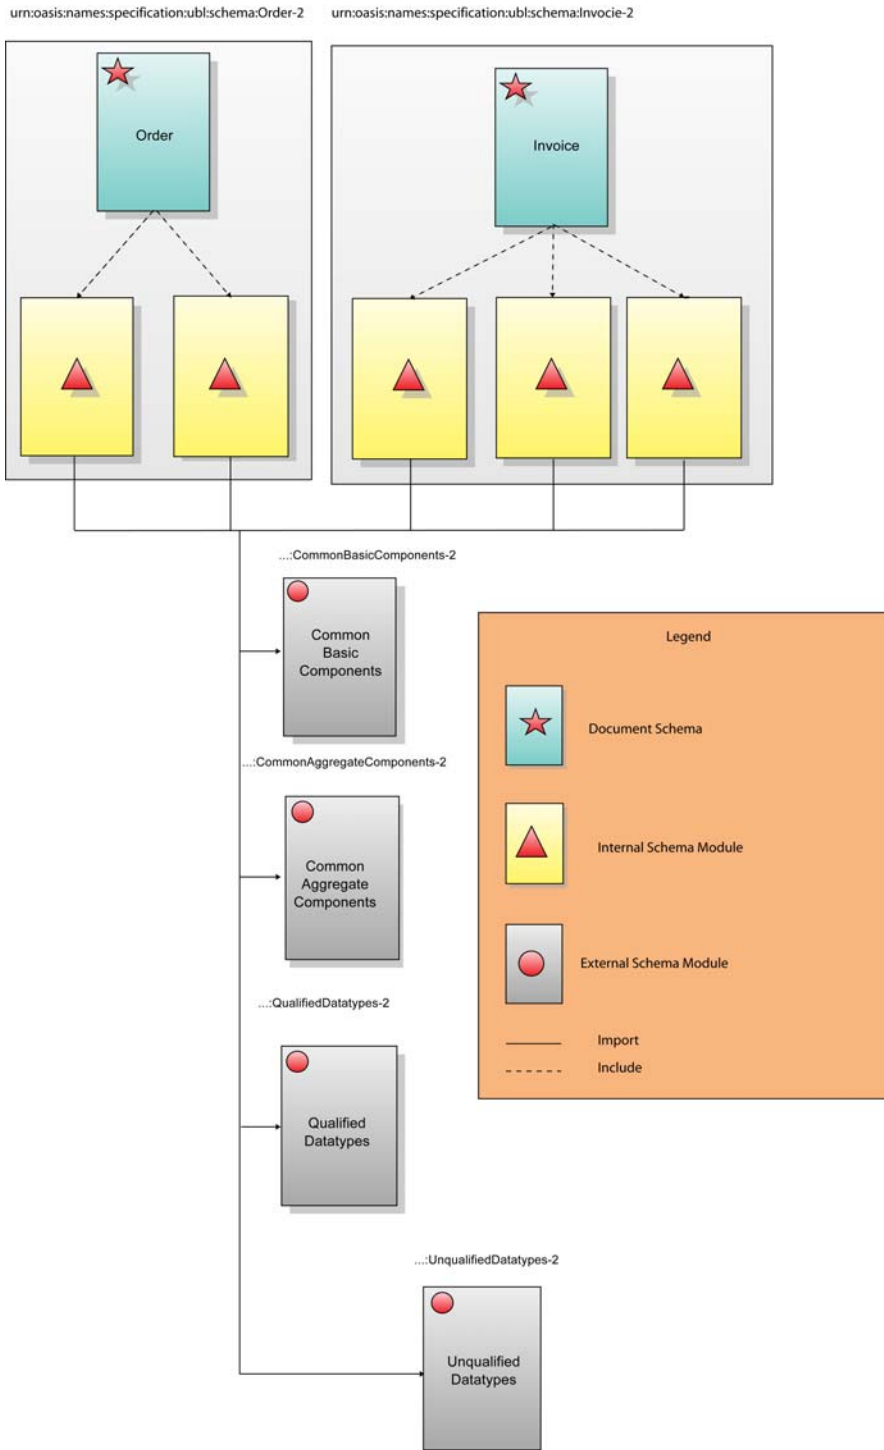 urn:oasis:names:specification:ubl:schema:Order-2
urn:oasis:names:specification:ubl:schema:Invocie-2
Order
Invoice
...:CommonBasicComponents-2
Common
Basic
Components
...:CommonAggregateComponents-2
Common
Aggregate
Components
...:QualifiedDatatypes-2
Qualified
Datatypes
...:UnqualifiedDatatypes-2
Unqualified
Datatypes
Legend
Document Schema
Internal Schema Module
External Schema Module
Import
Include